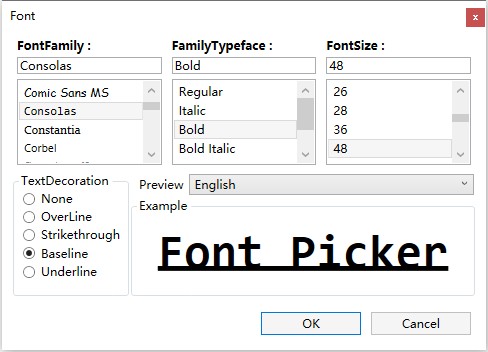 Font
x
FontFamily :
FamilyTypeface :
FontSize :
Consolas
Bold
48
Comic Sans MS
Consolas
Constantia
Corbel
Regular
Italic
Bold
Bold Italic
26
28
36
48
TextDecoration
None
OverLine
Strikethrough
Baseline
Underline
Preview
English
Example
Font Picker
OK
Cancel